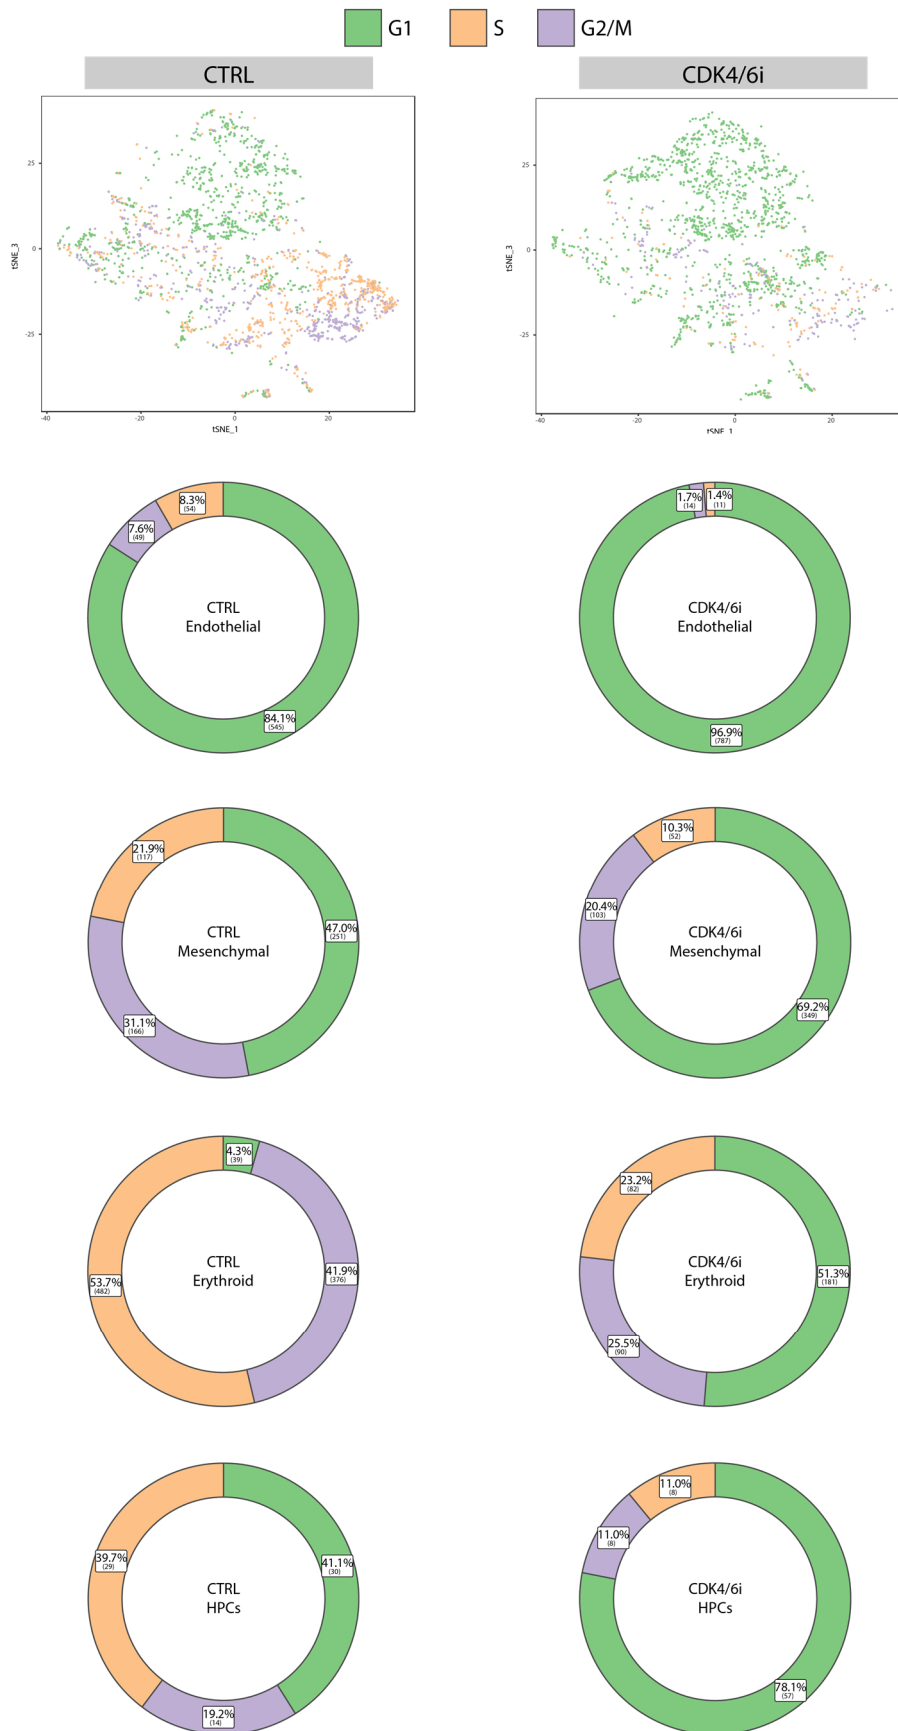 G1 S G2/M
CTRL CDK4/6i
25 25
0 0
-25 -25
tSNE_3 tSNE_3
-40 -20 0 20 -40 -20 0 20
tSNE_1 tSNE_1
8.3%
(54)
7.6%
(49)
CTRL
Endothelial
84.1%
(545)
1.7%
(14)
1.4%
(11)
CDK4/6i
Endothelial
96.9%
(787)
21.9%
(117)
47.0%
(251)
CTRL
Mesenchymal
31.1%
(166)
10.3%
(52)
20.4%
(103)
CDK4/6i
Mesenchymal
69.2%
(349)
4.3%
(39)
CTRL
Erythroid
53.7%
(482)
41.9%
(376)
23.2%
(82)
CDK4/6i
Erythroid
51.3%
(181)
25.5%
(90)
39.7%
(29)
41.1%
(30)
CTRL
HPCs
19.2%
(14)
11.0%
(8)
11.0%
(8)
CDK4/6i
HPCs
78.1%
(57)